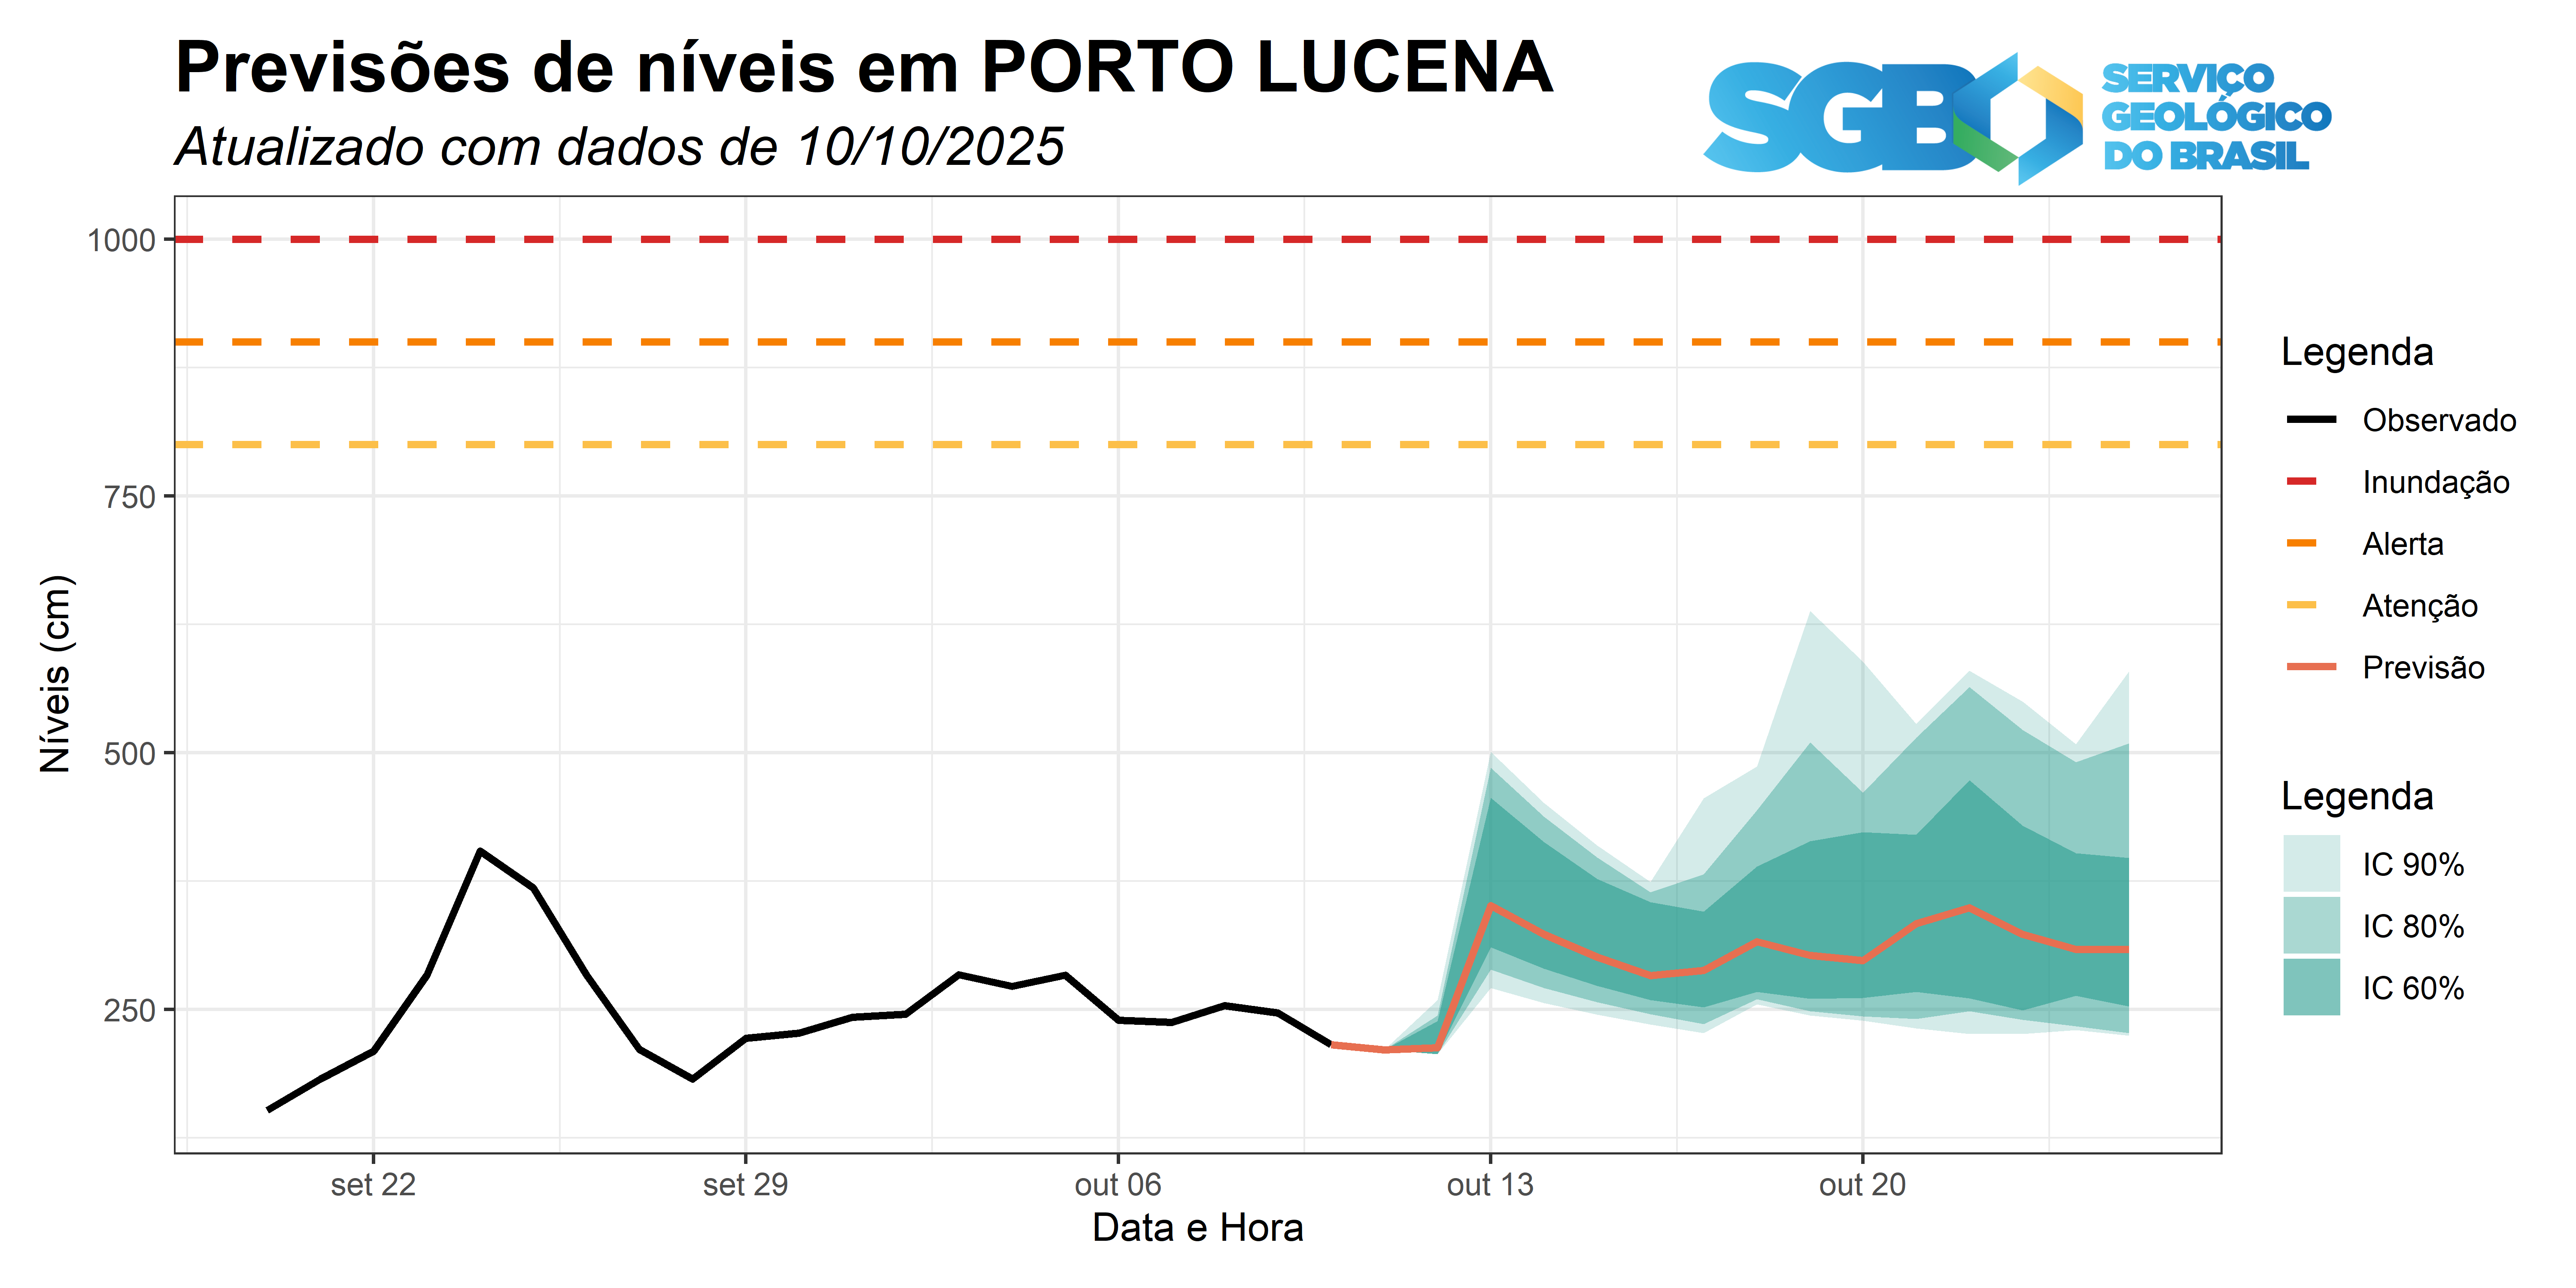 Previsões de níveis em PORTO LUCENA
Atualizado com dados de 10/10/2025
SGB
SERVIÇO
GEOLÓGICO
DO BRASIL
1000
750
500
250
Níveis (cm)
set 22
set 29
out 06
out 13
out 20
Data e Hora
Legenda
Observado
Inundação
Alerta
Atenção
Previsão
Legenda
IC 90%
IC 80%
IC 60%